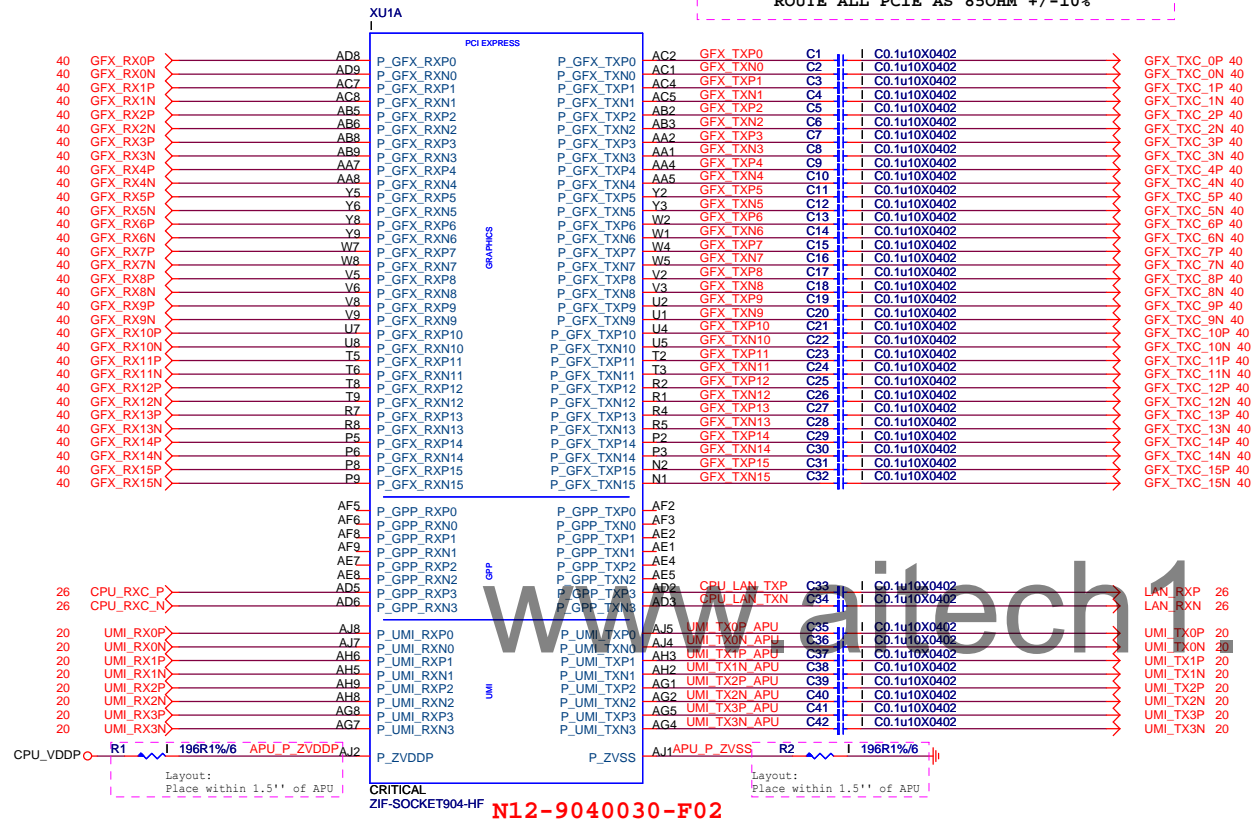 ROUTE ALL PCIE AS 85OHM +/-10%
XU1A
PCI EXPRESS
40 GFX_RX0P AD8 P_GFX_RXP0 P_GFX_TXP0 AC2 GFX_TXP0 C1 C0.1u10X0402 GFX_TXC_0P 40
40 GFX_RX0N AD9 P_GFX_RXN0 P_GFX_TXN0 AC1 GFX_TXN0 C2 C0.1u10X0402 GFX_TXC_0N 40
40 GFX_RX1P AC7 P_GFX_RXP1 P_GFX_TXP1 AC4 GFX_TXP1 C3 C0.1u10X0402 GFX_TXC_1P 40
40 GFX_RX1N AC8 P_GFX_RXN1 P_GFX_TXN1 AC5 GFX_TXN1 C4 C0.1u10X0402 GFX_TXC_1N 40
40 GFX_RX2P AB5 P_GFX_RXP2 P_GFX_TXP2 AB2 GFX_TXP2 C5 C0.1u10X0402 GFX_TXC_2P 40
40 GFX_RX2N AB6 P_GFX_RXN2 P_GFX_TXN2 AB3 GFX_TXN2 C6 C0.1u10X0402 GFX_TXC_2N 40
40 GFX_RX3P AB8 P_GFX_RXP3 P_GFX_TXP3 AA2 GFX_TXP3 C7 C0.1u10X0402 GFX_TXC_3P 40
40 GFX_RX3N AB9 P_GFX_RXN3 P_GFX_TXN3 AA1 GFX_TXN3 C8 C0.1u10X0402 GFX_TXC_3N 40
40 GFX_RX4P AA7 P_GFX_RXP4 P_GFX_TXP4 AA4 GFX_TXP4 C9 C0.1u10X0402 GFX_TXC_4P 40
40 GFX_RX4N AA8 P_GFX_RXN4 P_GFX_TXN4 AA5 GFX_TXN4 C10 C0.1u10X0402 GFX_TXC_4N 40
40 GFX_RX5P Y5 P_GFX_RXP5 P_GFX_TXP5 Y2 GFX_TXP5 C11 C0.1u10X0402 GFX_TXC_5P 40
40 GFX_RX5N Y6 P_GFX_RXN5 P_GFX_TXN5 Y3 GFX_TXN5 C12 C0.1u10X0402 GFX_TXC_5N 40
40 GFX_RX6P Y8 P_GFX_RXP6 P_GFX_TXP6 W2 GFX_TXP6 C13 C0.1u10X0402 GFX_TXC_6P 40
40 GFX_RX6N Y9 P_GFX_RXN6 P_GFX_TXN6 W1 GFX_TXN6 C14 C0.1u10X0402 GFX_TXC_6N 40
GRAPHICS
40 GFX_RX7P W7 P_GFX_RXP7 P_GFX_TXP7 W4 GFX_TXP7 C15 C0.1u10X0402 GFX_TXC_7P 40
40 GFX_RX7N W8 P_GFX_RXN7 P_GFX_TXN7 W5 GFX_TXN7 C16 C0.1u10X0402 GFX_TXC_7N 40
40 GFX_RX8P V5 P_GFX_RXP8 P_GFX_TXP8 V2 GFX_TXP8 C17 C0.1u10X0402 GFX_TXC_8P 40
40 GFX_RX8N V6 P_GFX_RXN8 P_GFX_TXN8 V3 GFX_TXN8 C18 C0.1u10X0402 GFX_TXC_8N 40
40 GFX_RX9P V8 P_GFX_RXP9 P_GFX_TXP9 U2 GFX_TXP9 C19 C0.1u10X0402 GFX_TXC_9P 40
40 GFX_RX9N V9 P_GFX_RXN9 P_GFX_TXN9 U1 GFX_TXN9 C20 C0.1u10X0402 GFX_TXC_9N 40
40 GFX_RX10P U7 P_GFX_RXP10 P_GFX_TXP10 U4 GFX_TXP10 C21 C0.1u10X0402 GFX_TXC_10P 40
40 GFX_RX10N U8 P_GFX_RXN10 P_GFX_TXN10 U5 GFX_TXN10 C22 C0.1u10X0402 GFX_TXC_10N 40
40 GFX_RX11P T5 P_GFX_RXP11 P_GFX_TXP11 T2 GFX_TXP11 C23 C0.1u10X0402 GFX_TXC_11P 40
40 GFX_RX11N T6 P_GFX_RXN11 P_GFX_TXN11 T3 GFX_TXN11 C24 C0.1u10X0402 GFX_TXC_11N 40
40 GFX_RX12P T8 P_GFX_RXP12 P_GFX_TXP12 R2 GFX_TXP12 C25 C0.1u10X0402 GFX_TXC_12P 40
40 GFX_RX12N T9 P_GFX_RXN12 P_GFX_TXN12 R1 GFX_TXN12 C26 C0.1u10X0402 GFX_TXC_12N 40
40 GFX_RX13P R7 P_GFX_RXP13 P_GFX_TXP13 R4 GFX_TXP13 C27 C0.1u10X0402 GFX_TXC_13P 40
40 GFX_RX13N R8 P_GFX_RXN13 P_GFX_TXN13 R5 GFX_TXN13 C28 C0.1u10X0402 GFX_TXC_13N 40
40 GFX_RX14P P5 P_GFX_RXP14 P_GFX_TXP14 P2 GFX_TXP14 C29 C0.1u10X0402 GFX_TXC_14P 40
40 GFX_RX14N P6 P_GFX_RXN14 P_GFX_TXN14 P3 GFX_TXN14 C30 C0.1u10X0402 GFX_TXC_14N 40
40 GFX_RX15P P8 P_GFX_RXP15 P_GFX_TXP15 N2 GFX_TXP15 C31 C0.1u10X0402 GFX_TXC_15P 40
40 GFX_RX15N P9 P_GFX_RXN15 P_GFX_TXN15 N1 GFX_TXN15 C32 C0.1u10X0402 GFX_TXC_15N 40
AF5 P_GPP_RXP0 P_GPP_TXP0 AF2
AF6 P_GPP_RXN0 P_GPP_TXN0 AF3
AF8 P_GPP_RXP1 P_GPP_TXP1 AE2
AF9 P_GPP_RXN1 P_GPP_TXN1 AE1
AE7 P_GPP_RXP2 P_GPP_TXP2 AE4
GPP
AE8 P_GPP_RXN2 P_GPP_TXN2 AE5
26 CPU_RXC_P AD5 P_GPP_RXP3 P_GPP_TXP3 AD2 CPU_LAN_TXP C33 C0.1u10X0402 LAN_RXP 26
26 CPU_RXC_N AD6 P_GPP_RXN3 P_GPP_TXN3 AD3 CPU_LAN_TXN C34 C0.1u10X0402 LAN_RXN 26
www.aitech1.
20 UMI_RX0P AJ8 P_UMI_RXP0 P_UMI_TXP0 AJ5 UMI_TX0P_APU C35 C0.1u10X0402 UMI_TX0P 20
20 UMI_RX0N AJ7 P_UMI_RXN0 P_UMI_TXN0 AJ4 UMI_TX0N_APU C36 C0.1u10X0402 UMI_TX0N 20
20 UMI_RX1P AH6 P_UMI_RXP1 P_UMI_TXP1 AH3 UMI_TX1P_APU C37 C0.1u10X0402 UMI_TX1P 20
20 UMI_RX1N AH5 P_UMI_RXN1 P_UMI_TXN1 AH2 UMI_TX1N_APU C38 C0.1u10X0402 UMI_TX1N 20
20 UMI_RX2P AH9 P_UMI_RXP2 P_UMI_TXP2 AG1 UMI_TX2P_APU C39 C0.1u10X0402 UMI_TX2P 20
UMI
20 UMI_RX2N AH8 P_UMI_RXN2 P_UMI_TXN2 AG2 UMI_TX2N_APU C40 C0.1u10X0402 UMI_TX2N 20
20 UMI_RX3P AG8 P_UMI_RXP3 P_UMI_TXP3 AG5 UMI_TX3P_APU C41 C0.1u10X0402 UMI_TX3P 20
20 UMI_RX3N AG7 P_UMI_RXN3 P_UMI_TXN3 AG4 UMI_TX3N_APU C42 C0.1u10X0402 UMI_TX3N 20
CPU_VDDP R1 196R1%/6 APU_P_ZVDDP AJ2 P_ZVDDP P_ZVSS AJ1 APU_P_ZVSS R2 196R1%/6
Layout:
Place within 1.5'' of APU
Layout:
Place within 1.5'' of APU
CRITICAL
ZIF-SOCKET904-HF
N12-9040030-F02